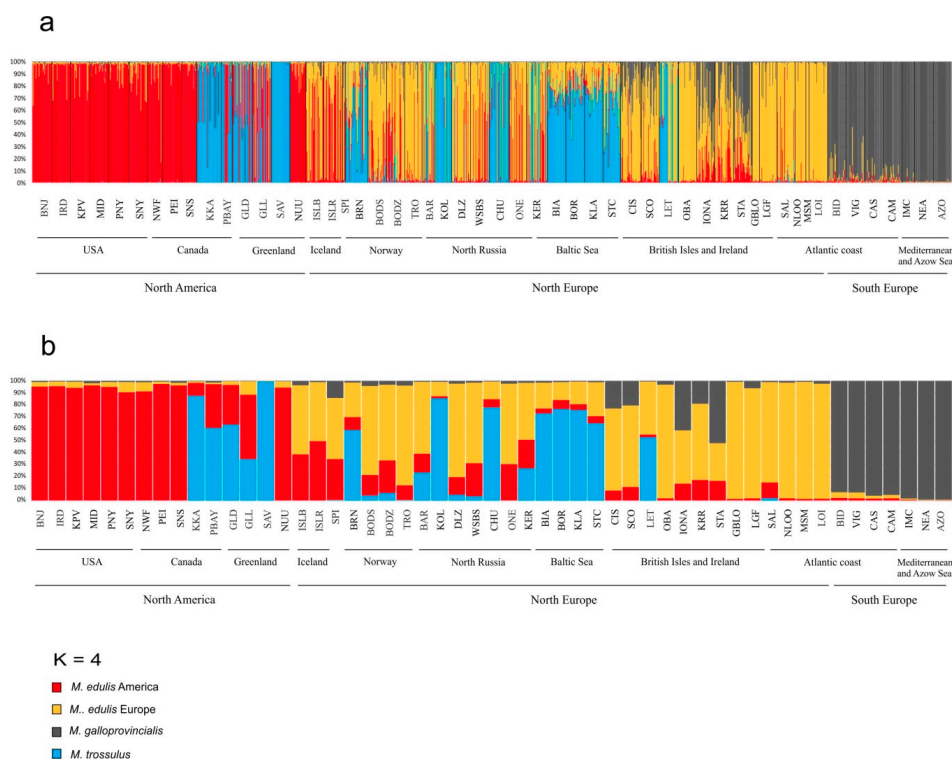 a
100%
90%
80%
70%
60%
50%
40%
30%
20%
10%
0%
BNJ IRD KPV MID PNY SNY NWF PEI SNS KKA PBAY GLD GLL SAV NUU ISLB ISLR SPI BRN BODS BODZ TRO BAR KOL DLZ WSBS CHU ONE KER BIA BOR KLA STC CIS SCO LET OBA IONA KRR STA GBLO LGF SAL NLOO MSM LOI BID VIG CAS CAM IMC NEA AZO
USA Canada Greenland Iceland Norway North Russia Baltic Sea British Isles and Ireland Atlantic coast Mediterranean
and Azow Sea
North America North Europe South Europe
b
100%
90%
80%
70%
60%
50%
40%
30%
20%
10%
0%
BNJ IRD KPV MID PNY SNY NWF PEI SNS KKA PBAY GLD GLL SAV NUU ISLB ISLR SPI BRN BODS BODZ TRO BAR KOL DLZ WSBS CHU ONE KER BIA BOR KLA STC CIS SCO LET OBA IONA KRR STA GBLO LGF SAL NLOO MSM LOI BID VIG CAS CAM IMC NEA AZO
USA Canada Greenland Iceland Norway North Russia Baltic Sea British Isles and Ireland Atlantic coast Mediterranean
and Azow Sea
North America North Europe South Europe
K = 4
M. edulis America
M.. edulis Europe
M. galloprovincialis
M. trossulus